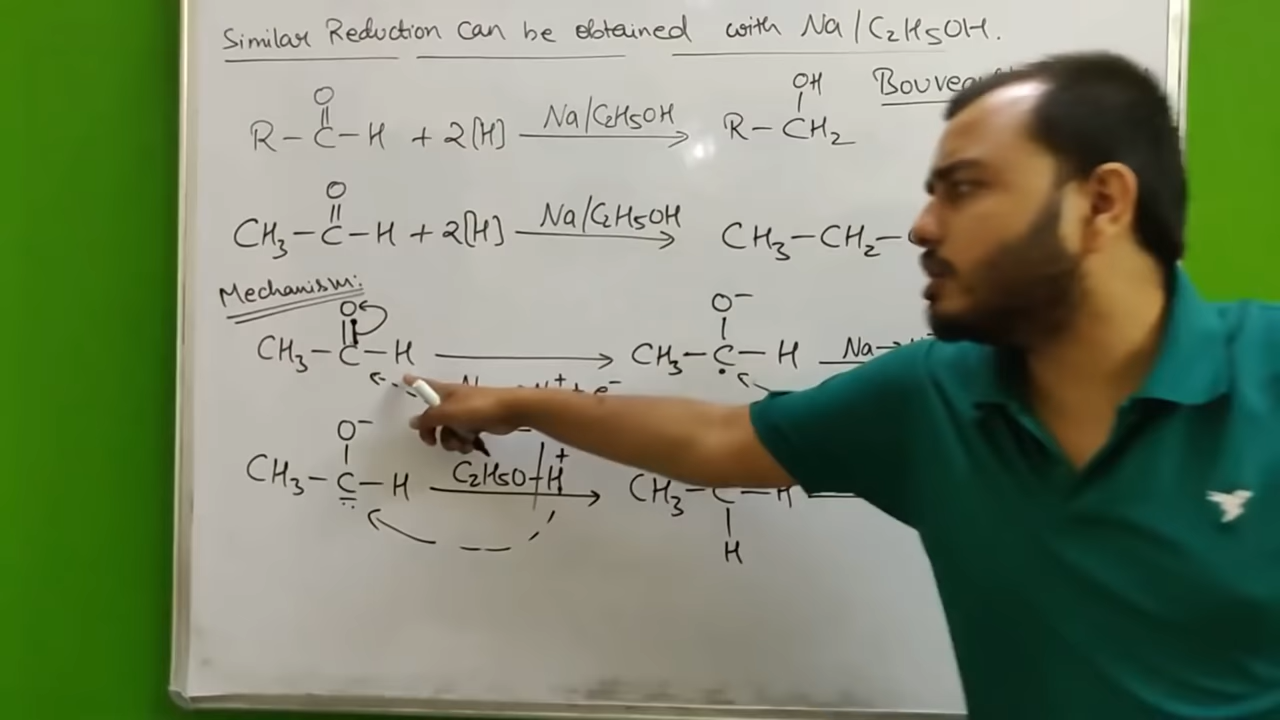 Similar Reduction Can be obtained with Na/C₂H₅OH.
OH
O
R–C–H + 2[H] Na/C₂H₅OH R–CH₂
O
CH₃–C–H + 2[H] Na/C₂H₅OH CH₃–CH₂–
Mechanism:
O O⁻
CH₃–C–H CH₃–C–H Na→
O⁻
CH₃–C–H C₂H₅O–H⁺ CH₃–C–H
H